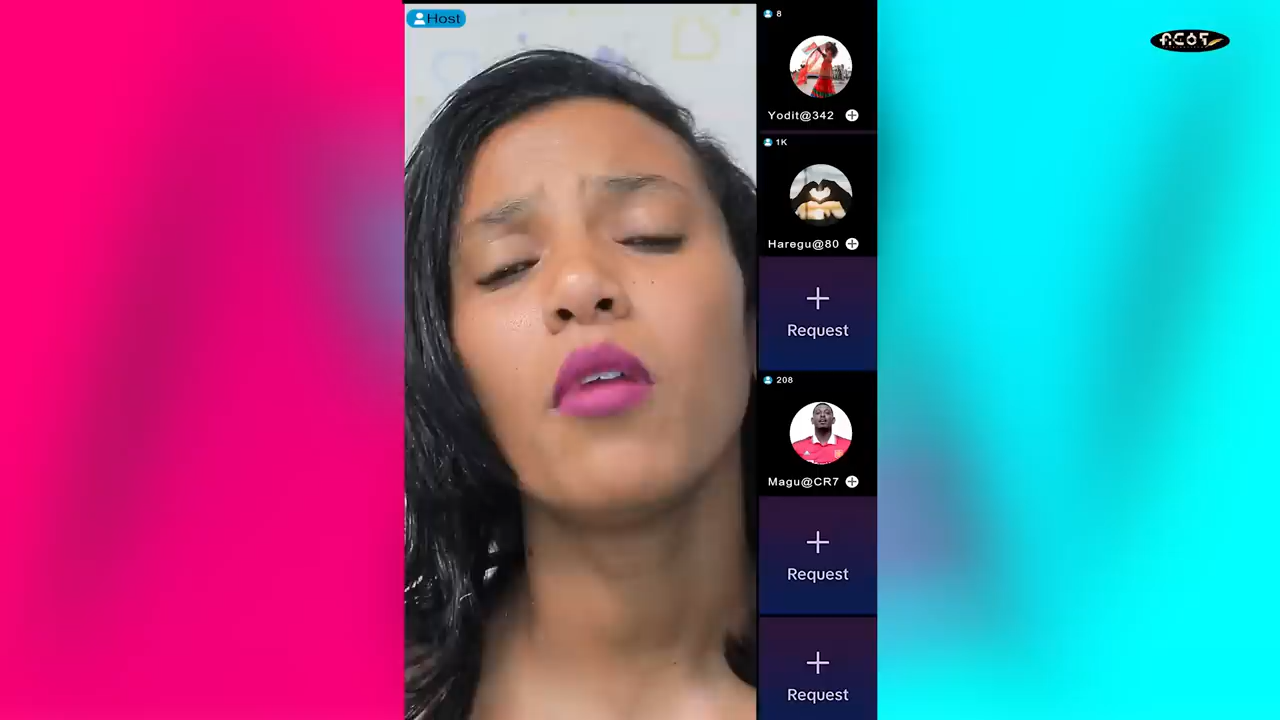 Host
8
Yodit@342
1K
Haregu@80
Request
208
Magu@CR7
Request
Request